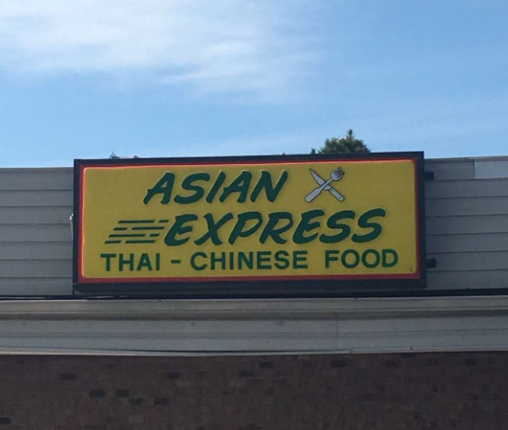 ASIAN
EXPRESS
THAI - CHINESE FOOD